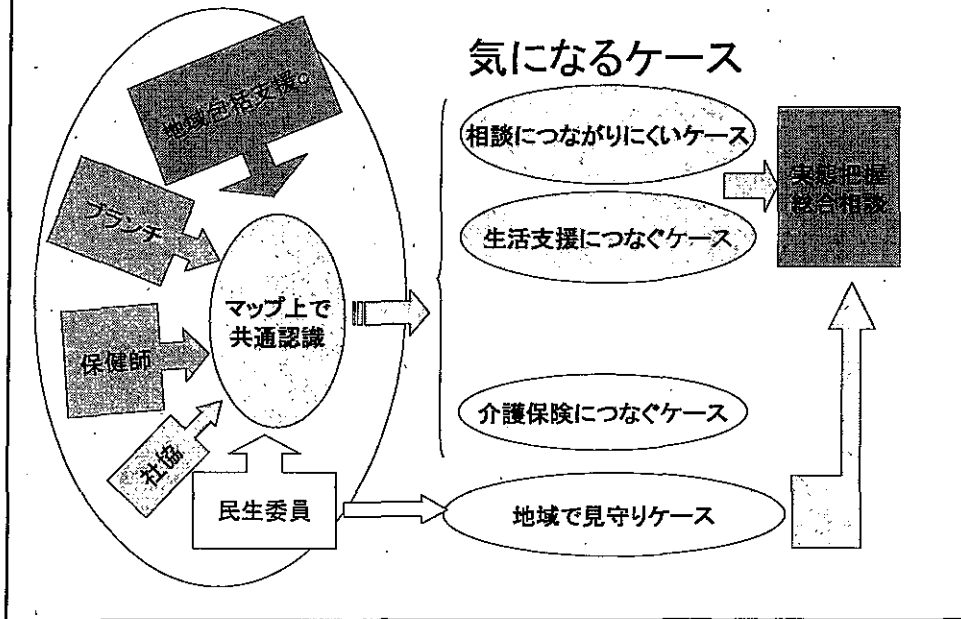 気になるケース
地域包括支援。
ブランチ
保健師
社協
民生委員
マップ上で
共通認識
相談につながりにくいケース
生活支援につなぐケース
介護保険につなぐケース
地域で見守りケース
実態把握
総合相談